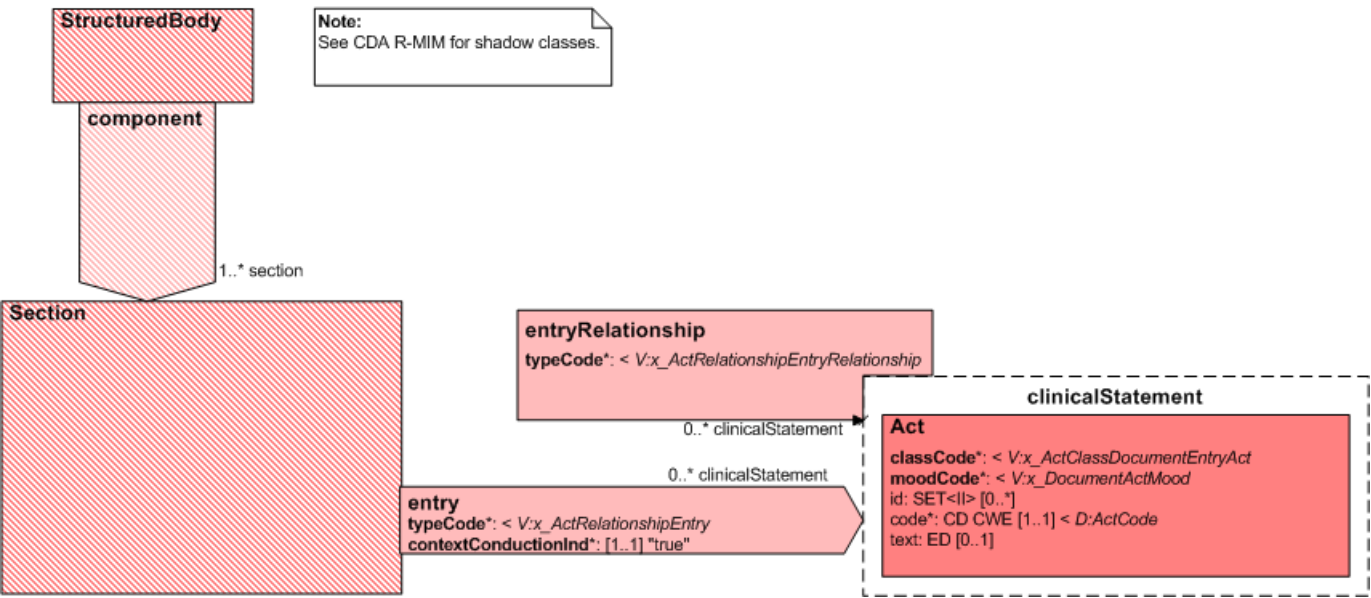 StructuredBody
Note:
See CDA R-MIM for shadow classes.
component
1..* section
Section
entryRelationship
typeCode*: < V:x_ActRelationshipEntryRelationship
0..* clinicalStatement
clinicalStatement
Act
classCode*: < V:x_ActClassDocumentEntryAct
moodCode*: < V:x_DocumentActMood
id: SET<II> [0..*]
code*: CD CWE [1..1] < D:ActCode
text: ED [0..1]
0..* clinicalStatement
entry
typeCode*: < V:x_ActRelationshipEntry
contextConductionInd*: [1..1] "true"